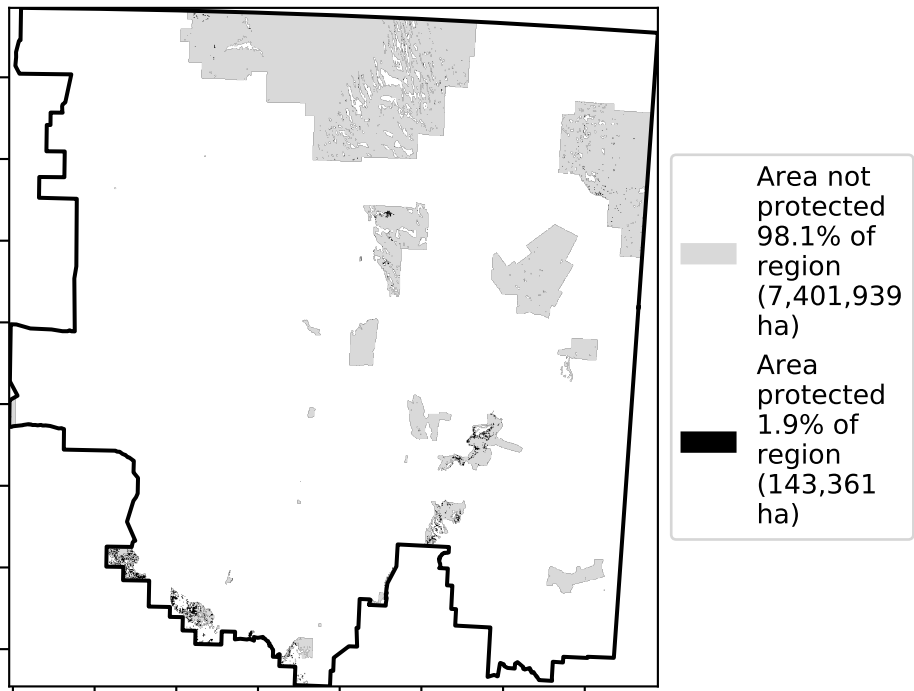 Area not
protected
98.1% of
region
(7,401,939
ha)
Area
protected
1.9% of
region
(143,361
ha)